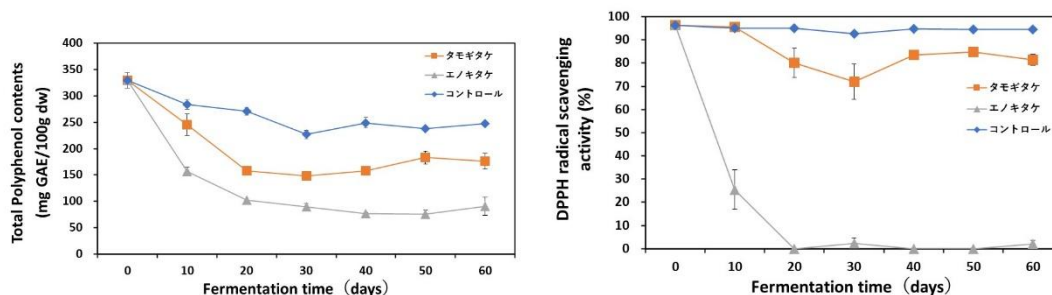 Total Polyphenol contents
(mg GAE/100g dw)
400
350
300
250
200
150
100
50
0
タモギタケ
エノキタケ
コントロール
0 10 20 30 40 50 60
Fermentation time（days）
DPPH radical scavenging
activity (%)
100
90
80
70
60
50
40
30
20
10
0
タモギタケ
エノキタケ
コントロール
0 10 20 30 40 50 60
Fermentation time（days）